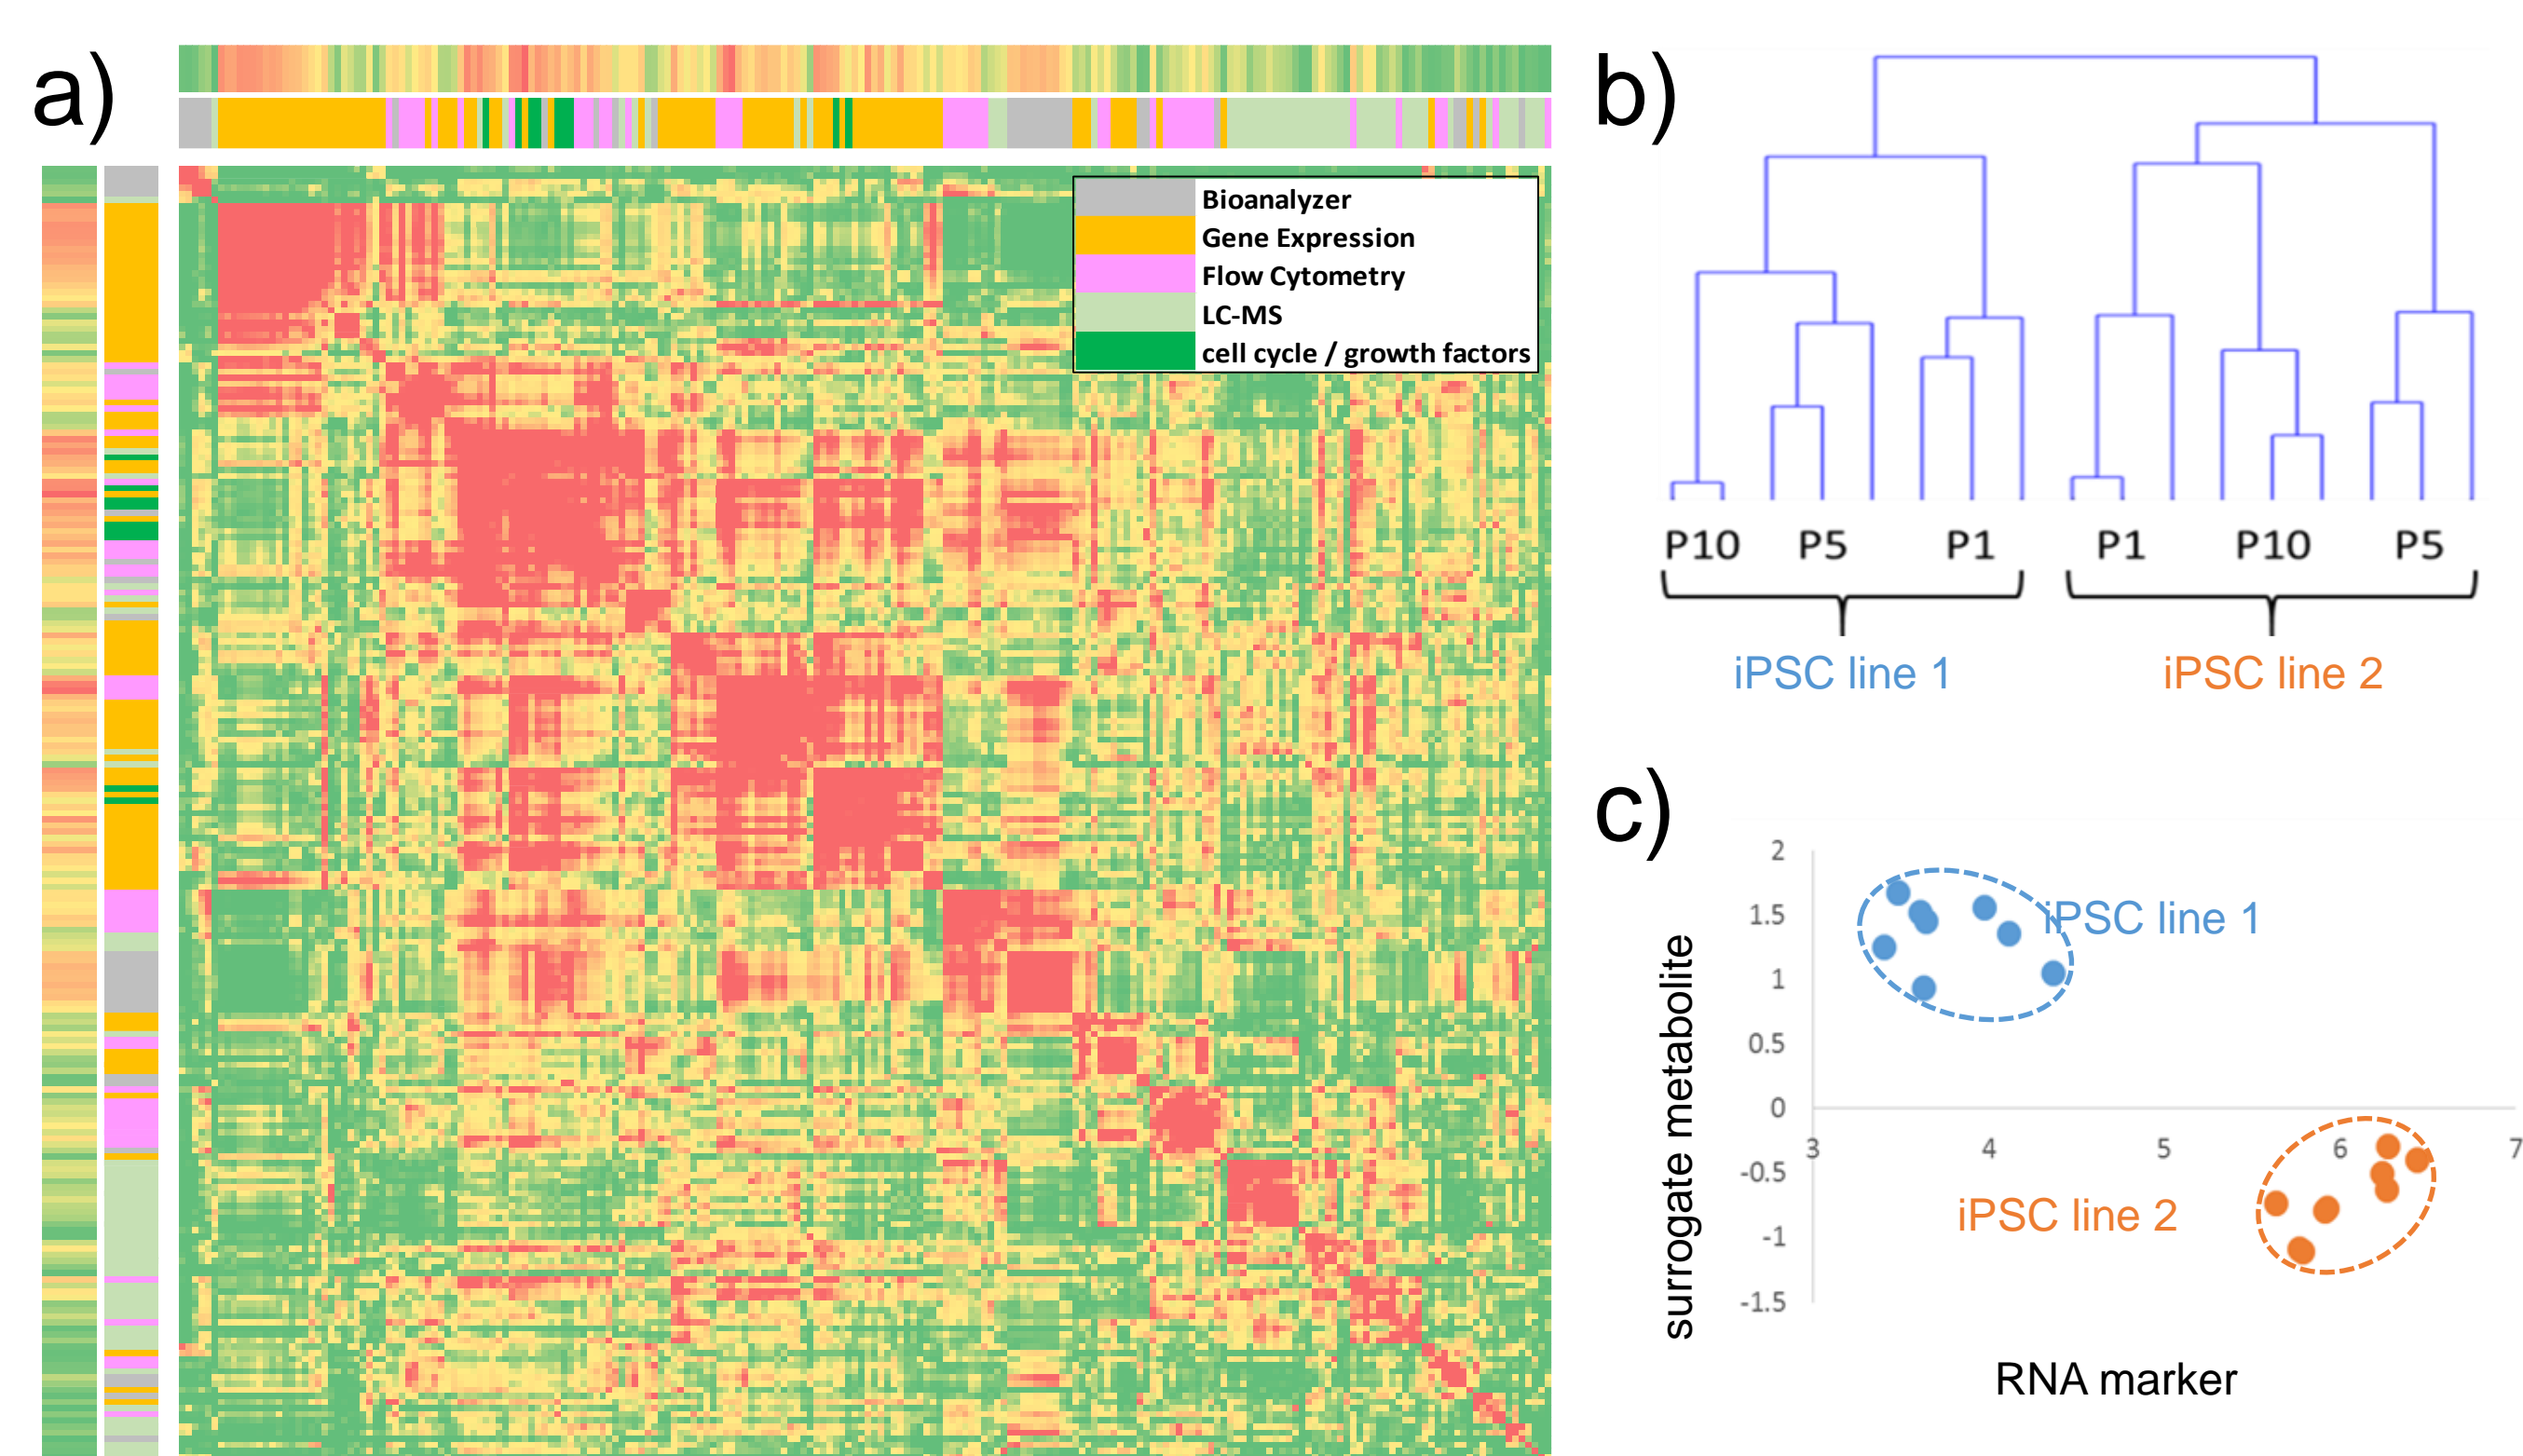 a)
Bioanalyzer
Gene Expression
Flow Cytometry
LC-MS
cell cycle / growth factors
b)
P10 P5 P1 P1 P10 P5
iPSC line 1 iPSC line 2
c)
surrogate metabolite
2
1.5
1
0.5
0
-0.5
-1
-1.5
3 4 5 6 7
iPSC line 1
iPSC line 2
RNA marker